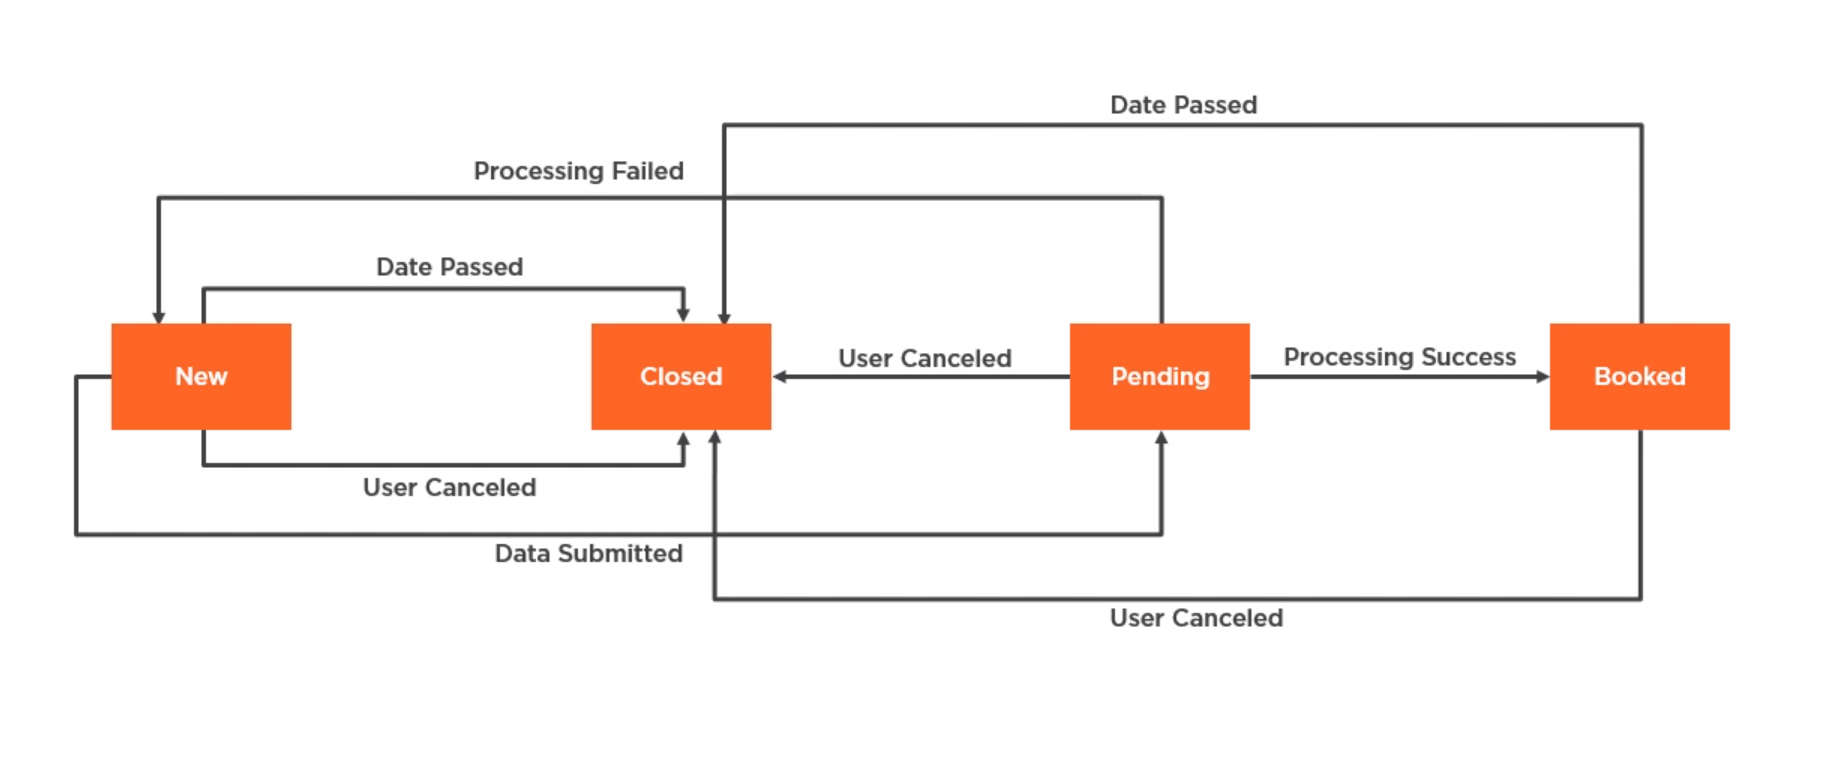 Date Passed
Processing Failed
Date Passed
New
Closed
User Canceled
Pending
Processing Success
Booked
User Canceled
Data Submitted
User Canceled